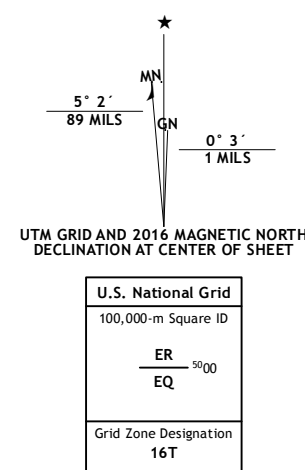 ★
MN.
5° 2´
89 MILS
GN
0° 3´
1 MILS
UTM GRID AND 2016 MAGNETIC NORTH
DECLINATION AT CENTER OF SHEET
U.S. National Grid
100,000-m Square ID
ER
5000
EQ
Grid Zone Designation
16T